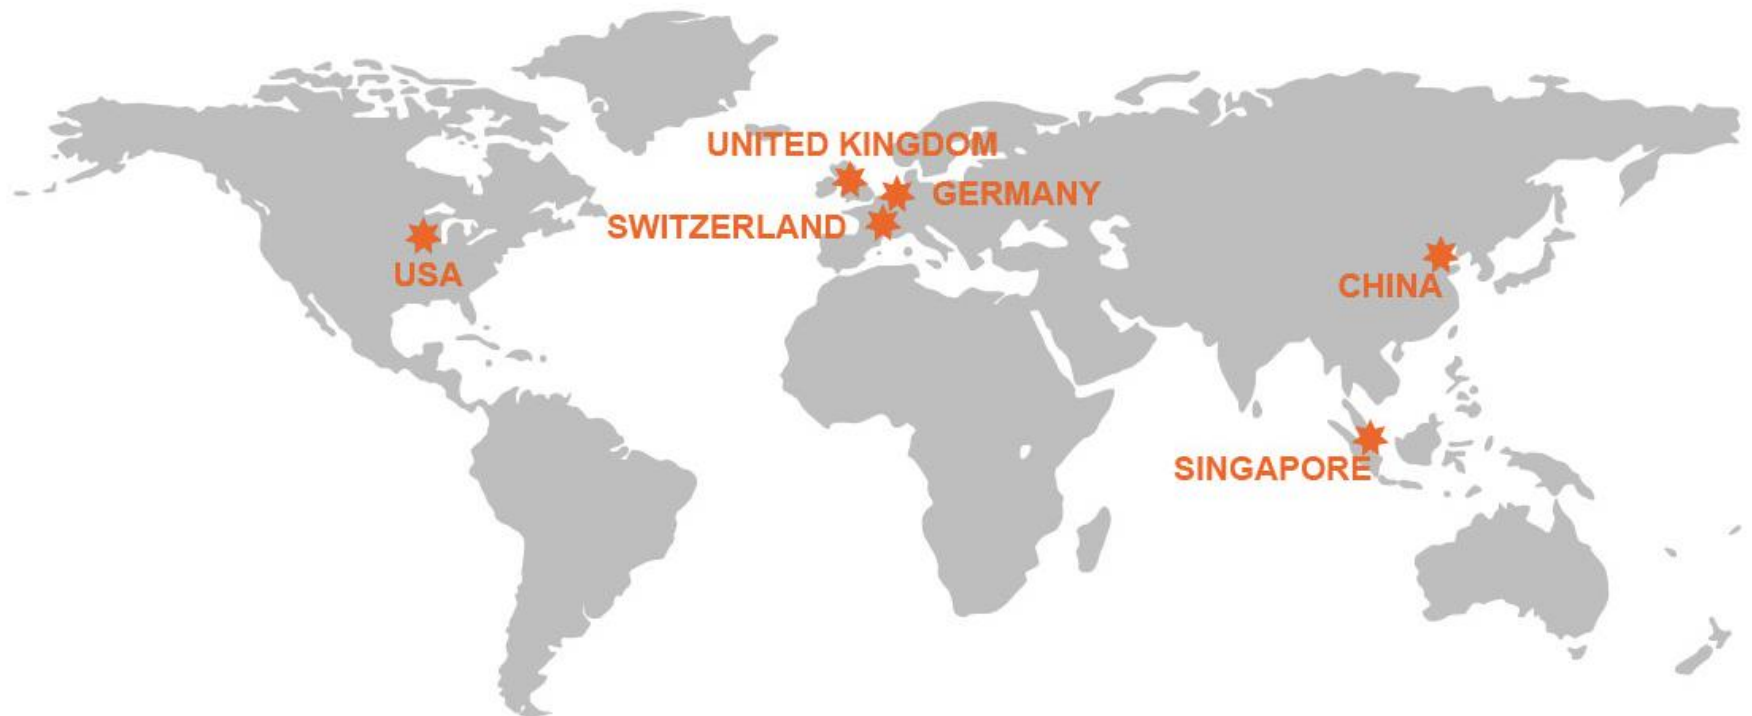 UNITED KINGDOM
GERMANY
SWITZERLAND
USA
CHINA
SINGAPORE